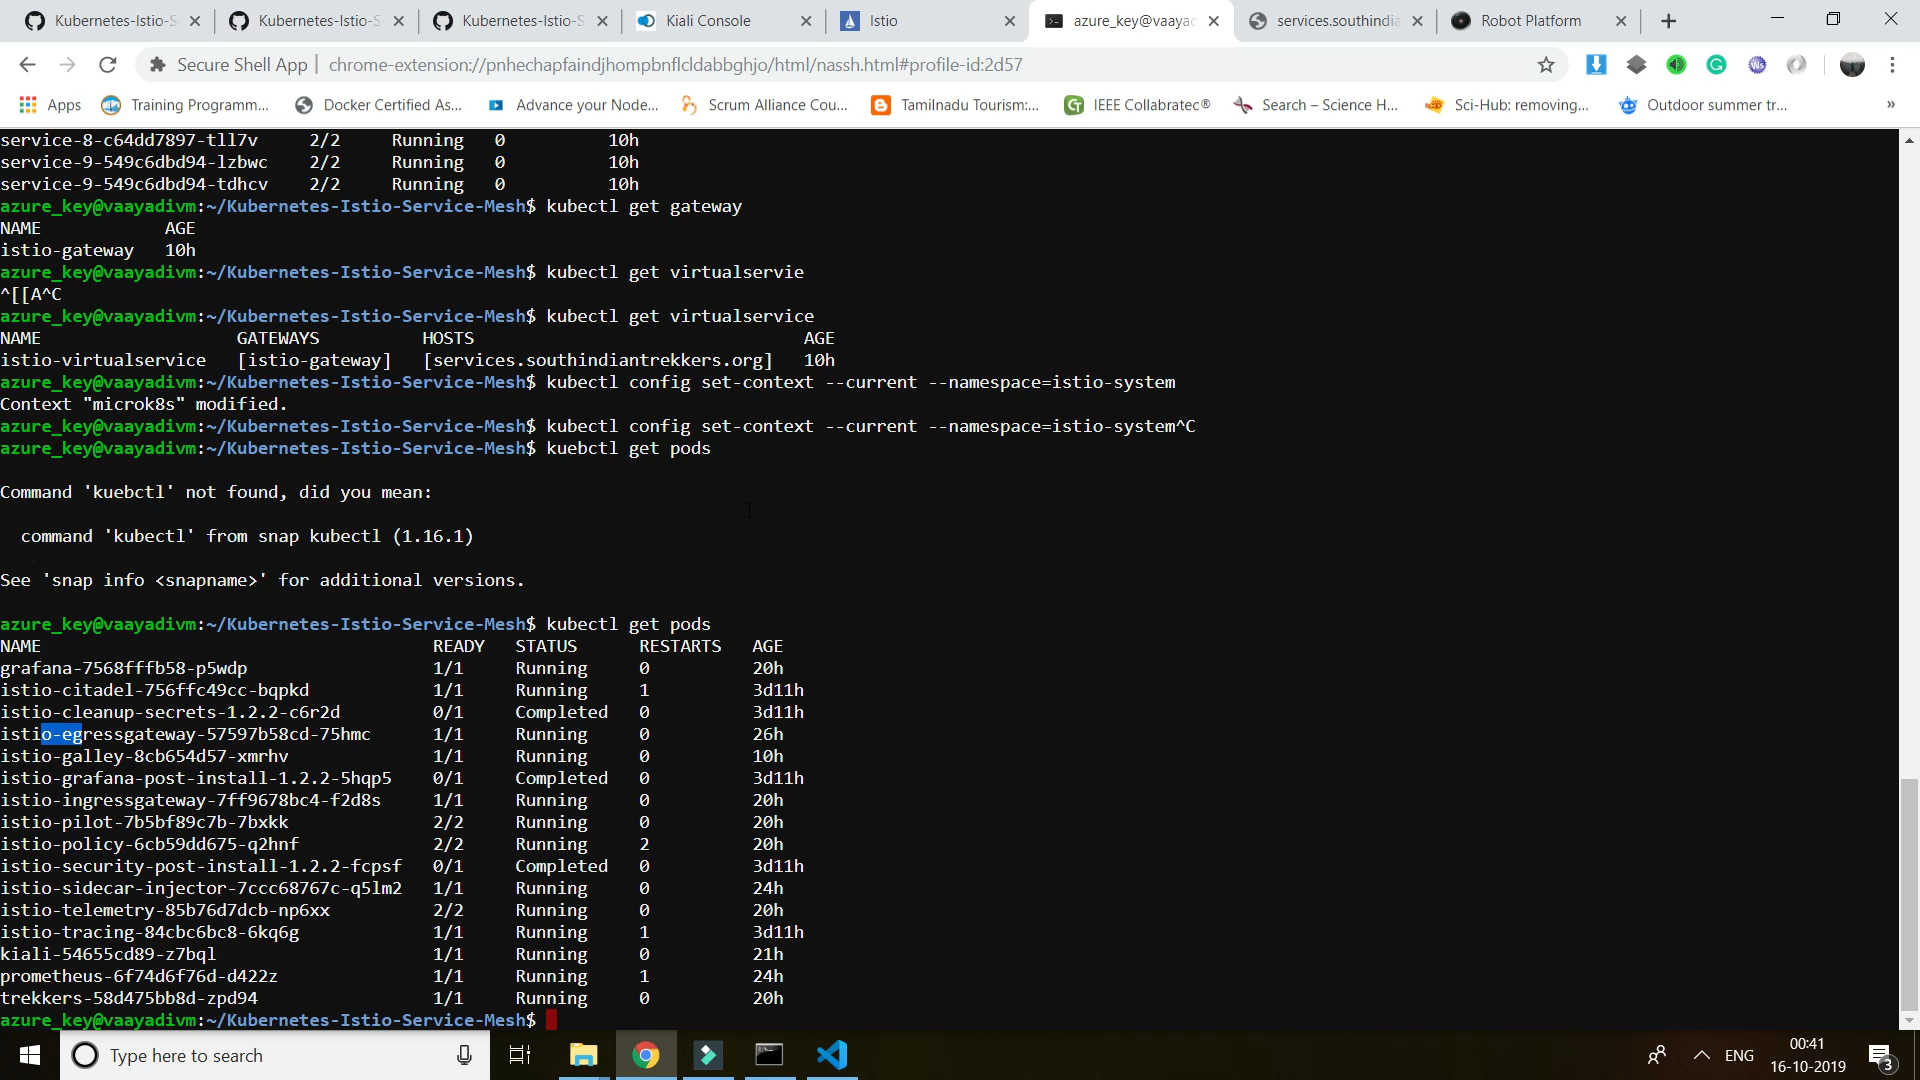 Kubernetes-Istio-S
Kubernetes-Istio-S
Kubernetes-Istio-S
Kiali Console
Istio
azure_key@vaayad
services.southindia
Robot Platform
Secure Shell App
chrome-extension://pnhechapfaindjhompbnflcldabbghjo/html/nassh.html#profile-id:2d57
Apps
Training Programm...
Docker Certified As...
Advance your Node...
Scrum Alliance Cou...
Tamilnadu Tourism:...
IEEE Collabratec®
Search – Science H...
Sci-Hub: removing...
Outdoor summer tr...
»
service-8-c64dd7897-tll7v 2/2 Running 0 10h
service-9-549c6dbd94-lzbwc 2/2 Running 0 10h
service-9-549c6dbd94-tdhcv 2/2 Running 0 10h
azure_key@vaayadivm:~/Kubernetes-Istio-Service-Mesh$ kubectl get gateway
NAME AGE
istio-gateway 10h
azure_key@vaayadivm:~/Kubernetes-Istio-Service-Mesh$ kubectl get virtualservie
^[[A^C
azure_key@vaayadivm:~/Kubernetes-Istio-Service-Mesh$ kubectl get virtualservice
NAME GATEWAYS HOSTS AGE
istio-virtualservice [istio-gateway] [services.southindiantrekkers.org] 10h
azure_key@vaayadivm:~/Kubernetes-Istio-Service-Mesh$ kubectl config set-context --current --namespace=istio-system
Context "microk8s" modified.
azure_key@vaayadivm:~/Kubernetes-Istio-Service-Mesh$ kubectl config set-context --current --namespace=istio-system^C
azure_key@vaayadivm:~/Kubernetes-Istio-Service-Mesh$ kuebctl get pods
Command 'kuebctl' not found, did you mean:
command 'kubectl' from snap kubectl (1.16.1)
See 'snap info <snapname>' for additional versions.
azure_key@vaayadivm:~/Kubernetes-Istio-Service-Mesh$ kubectl get pods
NAME READY STATUS RESTARTS AGE
grafana-7568fffb58-p5wdp 1/1 Running 0 20h
istio-citadel-756ffc49cc-bqpkd 1/1 Running 1 3d11h
istio-cleanup-secrets-1.2.2-c6r2d 0/1 Completed 0 3d11h
istio-egressgateway-57597b58cd-75hmc 1/1 Running 0 26h
istio-galley-8cb654d57-xmrhv 1/1 Running 0 10h
istio-grafana-post-install-1.2.2-5hqp5 0/1 Completed 0 3d11h
istio-ingressgateway-7ff9678bc4-f2d8s 1/1 Running 0 20h
istio-pilot-7b5bf89c7b-7bxkk 2/2 Running 0 20h
istio-policy-6cb59dd675-q2hnf 2/2 Running 2 20h
istio-security-post-install-1.2.2-fcpsf 0/1 Completed 0 3d11h
istio-sidecar-injector-7ccc68767c-q5lm2 1/1 Running 0 24h
istio-telemetry-85b76d7dcb-np6xx 2/2 Running 0 20h
istio-tracing-84cbc6bc8-6kq6g 1/1 Running 1 3d11h
kiali-54655cd89-z7bql 1/1 Running 0 21h
prometheus-6f74d6f76d-d422z 1/1 Running 1 24h
trekkers-58d475bb8d-zpd94 1/1 Running 0 20h
azure_key@vaayadivm:~/Kubernetes-Istio-Service-Mesh$
Type here to search
ENG
00:41
16-10-2019
3